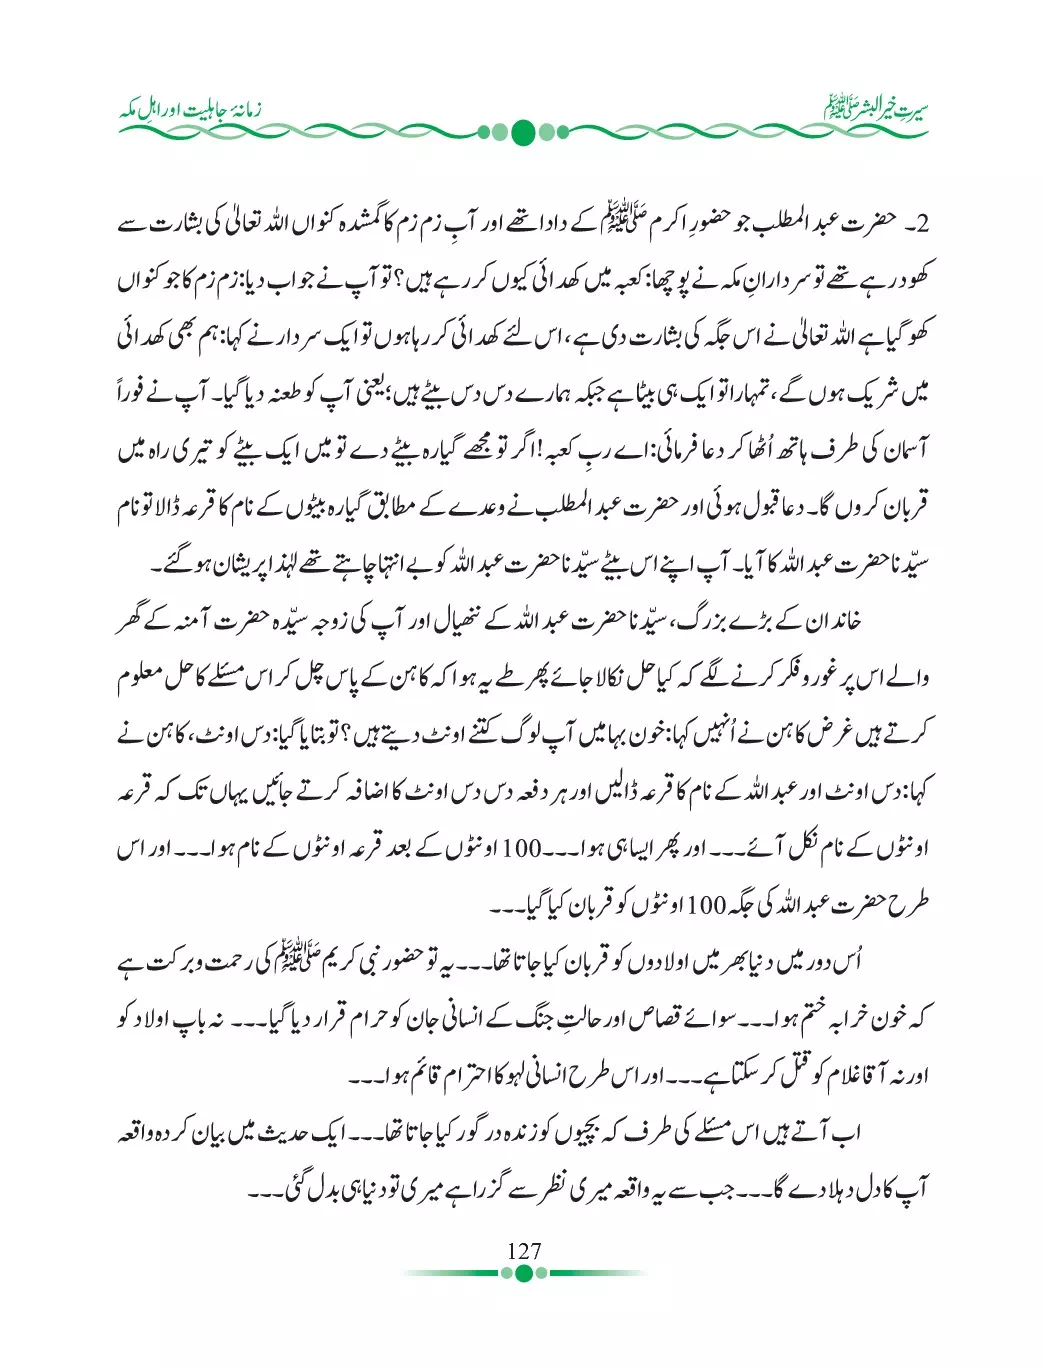 سیرتِ خیر البشر ﷺ
زمانۂ جاہلیت اور اہلِ مکہ
2۔ حضرت عبد المطلب جو حضورِ اکرم ﷺ کے دادا تھے اور آبِ زم زم کا گمشدہ کنواں اللہ تعالیٰ کی بشارت سے
کھود رہے تھے تو سردارانِ مکہ نے پوچھا: کعبہ میں کھدائی کیوں کر رہے ہیں؟ تو آپ نے جواب دیا: زم زم کا جو کنواں
کھو گیا ہے اللہ تعالیٰ نے اس جگہ کی بشارت دی ہے، اس لئے کھدائی کر رہا ہوں تو ایک سردار نے کہا: ہم بھی کھدائی
میں شریک ہوں گے، تمہارا تو ایک ہی بیٹا ہے جبکہ ہمارے دس دس بیٹے ہیں؛ یعنی آپ کو طعنہ دیا گیا۔ آپ نے فوراً
آسمان کی طرف ہاتھ اُٹھا کر دعا فرمائی: اے ربِ کعبہ! اگر تو مجھے گیارہ بیٹے دے تو میں ایک بیٹے کو تیری راہ میں
قربان کروں گا۔ دعا قبول ہوئی اور حضرت عبد المطلب نے وعدے کے مطابق گیارہ بیٹوں کے نام کا قرعہ ڈالا تو نام
سیّدنا حضرت عبد اللہ کا آیا۔ آپ اپنے اس بیٹے سیّدنا حضرت عبد اللہ کو بے انتہا چاہتے تھے لہٰذا پریشان ہو گئے۔
خاندان کے بڑے بزرگ، سیّدنا حضرت عبد اللہ کے ننھیال اور آپ کی زوجہ سیّدہ حضرت آمنہ کے گھر
والے اس پر غور و فکر کرنے لگے کہ کیا حل نکالا جائے پھر طے یہ ہوا کہ کاہن کے پاس چل کر اس مسئلے کا حل معلوم
کرتے ہیں غرض کاہن نے اُنہیں کہا: خون بہا میں آپ لوگ کتنے اونٹ دیتے ہیں؟ تو بتایا گیا: دس اونٹ، کاہن نے
کہا: دس اونٹ اور عبد اللہ کے نام کا قرعہ ڈالیں اور ہر دفعہ دس دس اونٹ کا اضافہ کرتے جائیں یہاں تک کہ قرعہ
اونٹوں کے نام نکل آئے۔۔۔ اور پھر ایسا ہی ہوا۔۔۔ 100 اونٹوں کے بعد قرعہ اونٹوں کے نام ہوا۔۔۔ اور اس
طرح حضرت عبد اللہ کی جگہ 100 اونٹوں کو قربان کیا گیا۔۔۔
اُس دور میں دنیا بھر میں اولادوں کو قربان کیا جاتا تھا۔۔۔ یہ تو حضور نبی کریم ﷺ کی رحمت و برکت ہے
کہ خون خرابہ ختم ہوا۔۔۔ سوائے قصاص اور حالتِ جنگ کے انسانی جان کو حرام قرار دیا گیا۔۔۔ نہ باپ اولاد کو
اور نہ آقا غلام کو قتل کر سکتا ہے۔۔۔ اور اس طرح انسانی لہو کا احترام قائم ہوا۔۔۔
اب آتے ہیں اس مسئلے کی طرف کہ بچیوں کو زندہ درگور کیا جاتا تھا۔۔۔ ایک حدیث میں بیان کردہ واقعہ
آپ کا دل دہلا دے گا۔۔۔ جب سے یہ واقعہ میری نظر سے گزرا ہے میری تو دنیا ہی بدل گئی۔۔۔
127